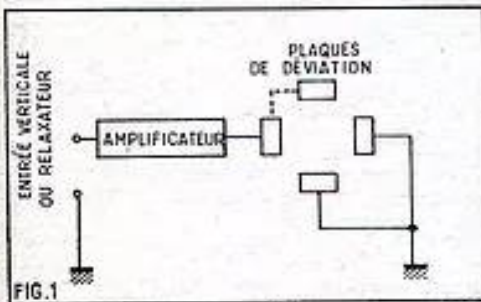 PLAQUES
DE DÉVIATION
ENTRÉE VERTICALE
OU RELAXATEUR
AMPLIFICATEUR
FIG.1